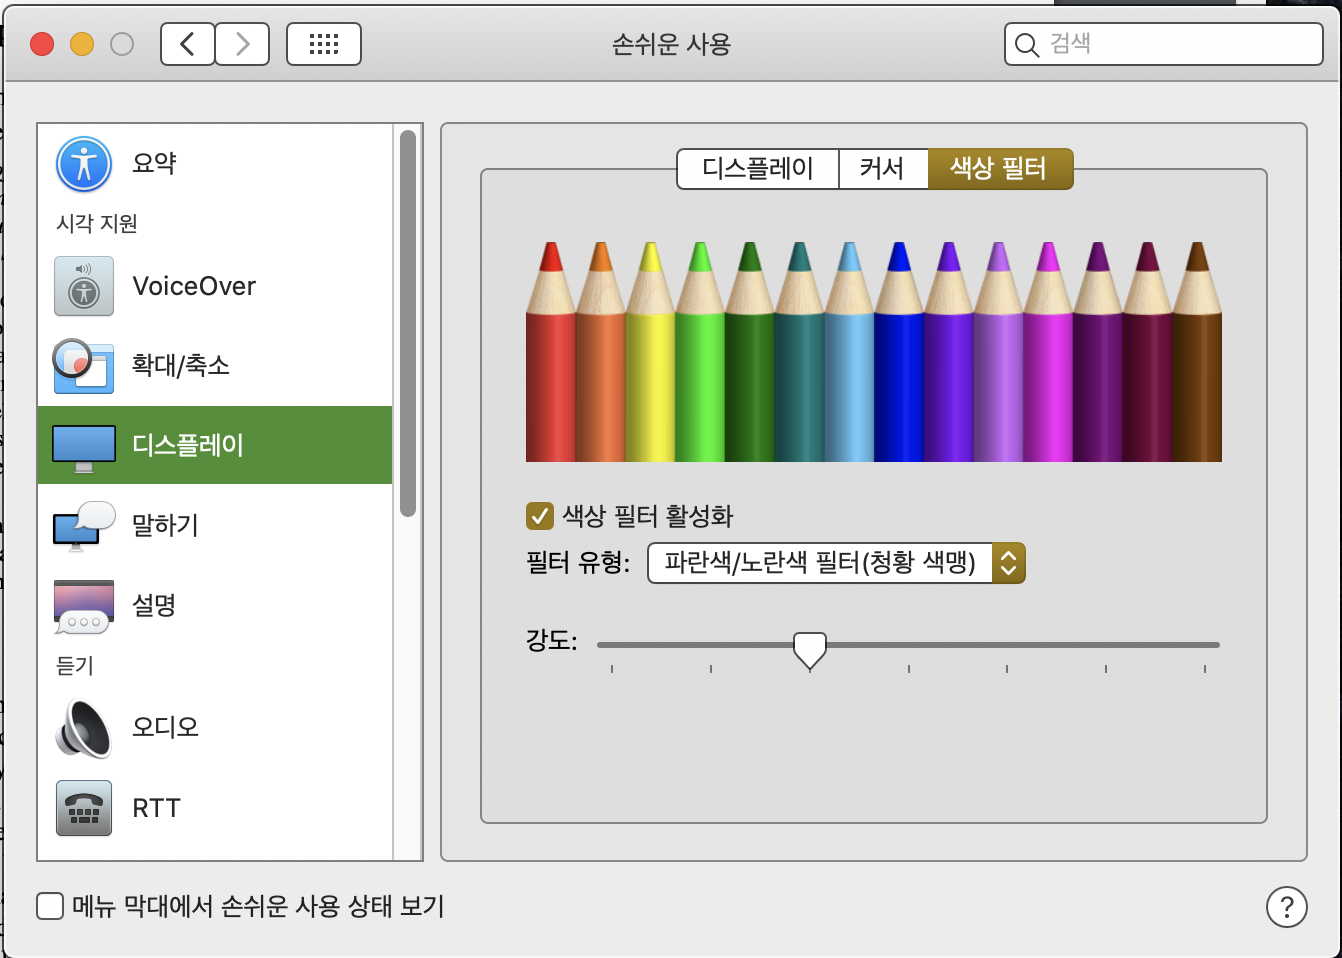 손쉬운 사용
검색
요약
시각 지원
VoiceOver
확대/축소
디스플레이
말하기
설명
듣기
오디오
RTT
디스플레이 커서 색상 필터
색상 필터 활성화
필터 유형: 파란색/노란색 필터(청황 색맹)
강도:
메뉴 막대에서 손쉬운 사용 상태 보기
?